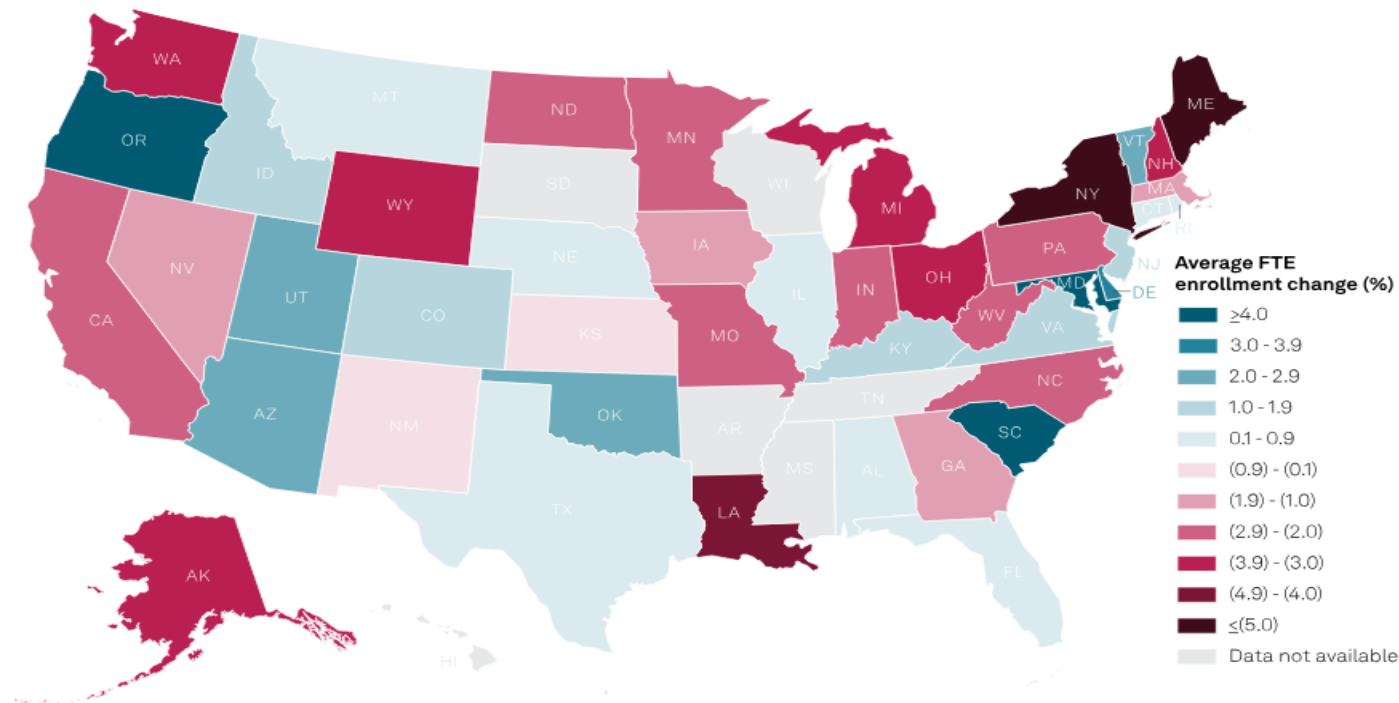 WA
OR
MT
ID
WY
ND
SD
MN
WI
MI
NE
IA
NV
UT
CO
CA
KS
MO
IL
IN
OH
PA
NY
VT
NH
ME
MA
CT
RI
NJ
DE
MD
WV
VA
KY
NC
TN
SC
AZ
NM
OK
AR
MS
AL
GA
TX
LA
FL
AK
HI
Average FTE
enrollment change (%)
≥4.0
3.0 - 3.9
2.0 - 2.9
1.0 - 1.9
0.1 - 0.9
(0.9) - (0.1)
(1.9) - (1.0)
(2.9) - (2.0)
(3.9) - (3.0)
(4.9) - (4.0)
≤(5.0)
Data not available